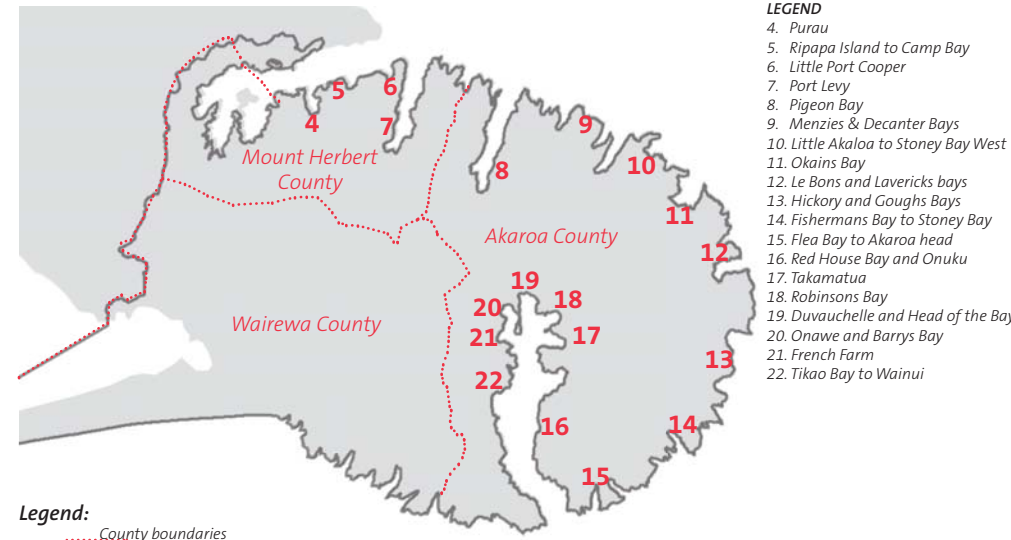 LEGEND
4. Purau
5. Ripapa Island to Camp Bay
6. Little Port Cooper
7. Port Levy
8. Pigeon Bay
9. Menzies & Decanter Bays
10. Little Akaloa to Stoney Bay West
11. Okains Bay
12. Le Bons and Lavericks bays
13. Hickory and Goughs Bays
14. Fishermans Bay to Stoney Bay
15. Flea Bay to Akaroa head
16. Red House Bay and Onuku
17. Takamatua
18. Robinsons Bay
19. Duvauchelle and Head of the Bay
20. Onawe and Barrys Bay
21. French Farm
22. Tikao Bay to Wainui
5
6
4
7
9
Mount Herbert
County
8
10
11
Akaroa County
12
19
18
20
Wairewa County
21
17
13
22
16
14
15
Legend:
County boundaries